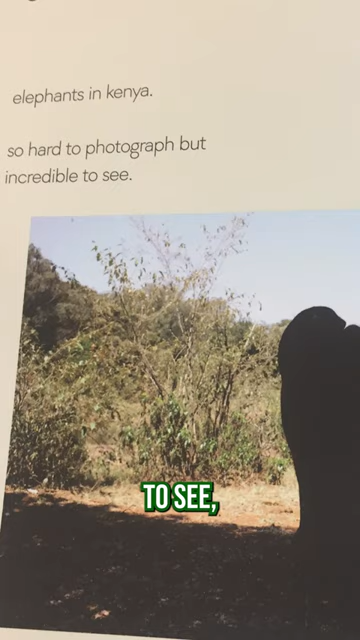 elephants in kenya.
so hard to photograph but
incredible to see.
TO SEE,